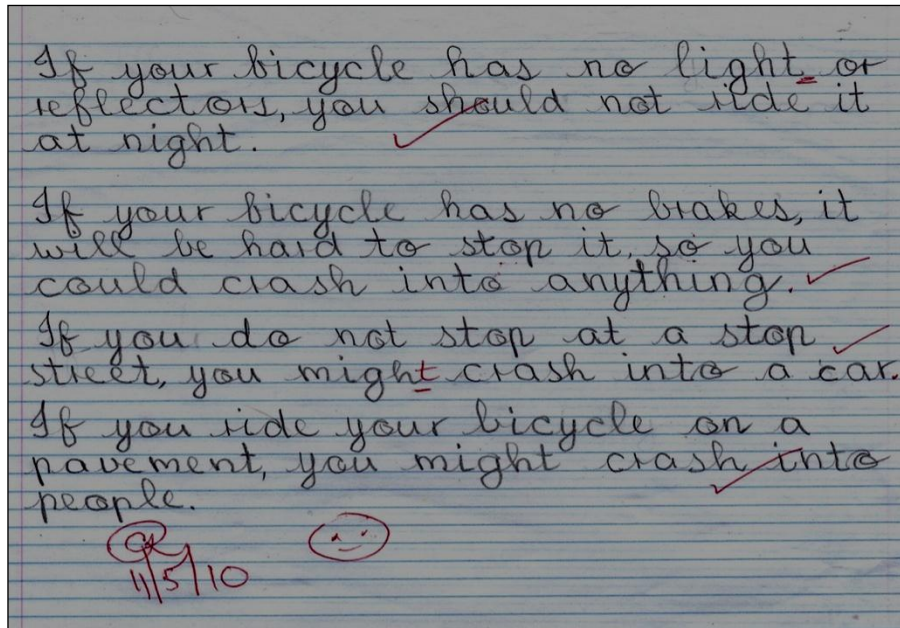 If your bicycle has no light or
reflectors, you should not ride it
at night.
If your bicycle has no brakes, it
will be hard to stop it, so you
could crash into anything.
If you do not stop at a stop
street, you might crash into a car.
If you ride your bicycle on a
pavement, you might crash into
people.
11/5/10